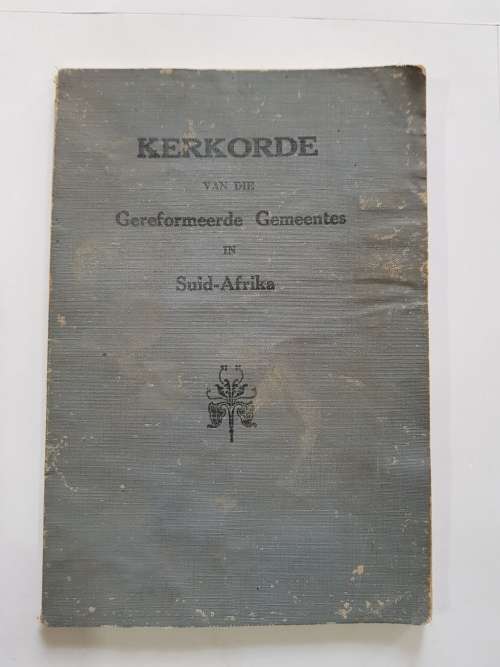 KERKORDE
VAN DIE
Gereformeerde Gemeentes
IN
Suid-Afrika